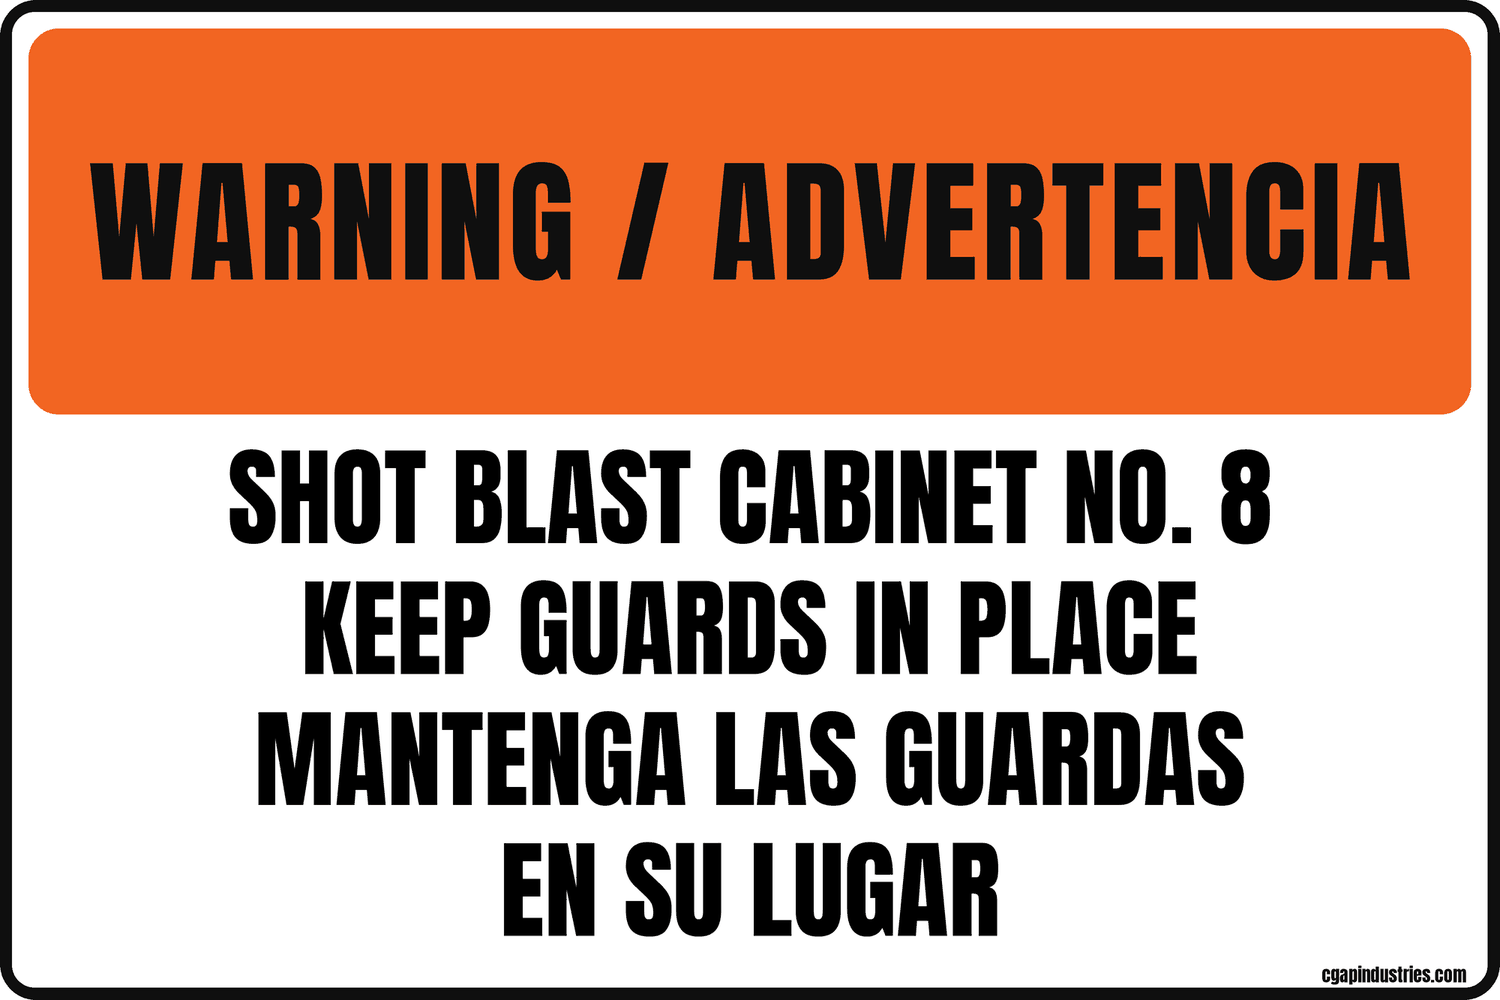 WARNING / ADVERTENCIA
SHOT BLAST CABINET NO. 8
KEEP GUARDS IN PLACE
MANTENGA LAS GUARDAS
EN SU LUGAR
cgapindustries.com